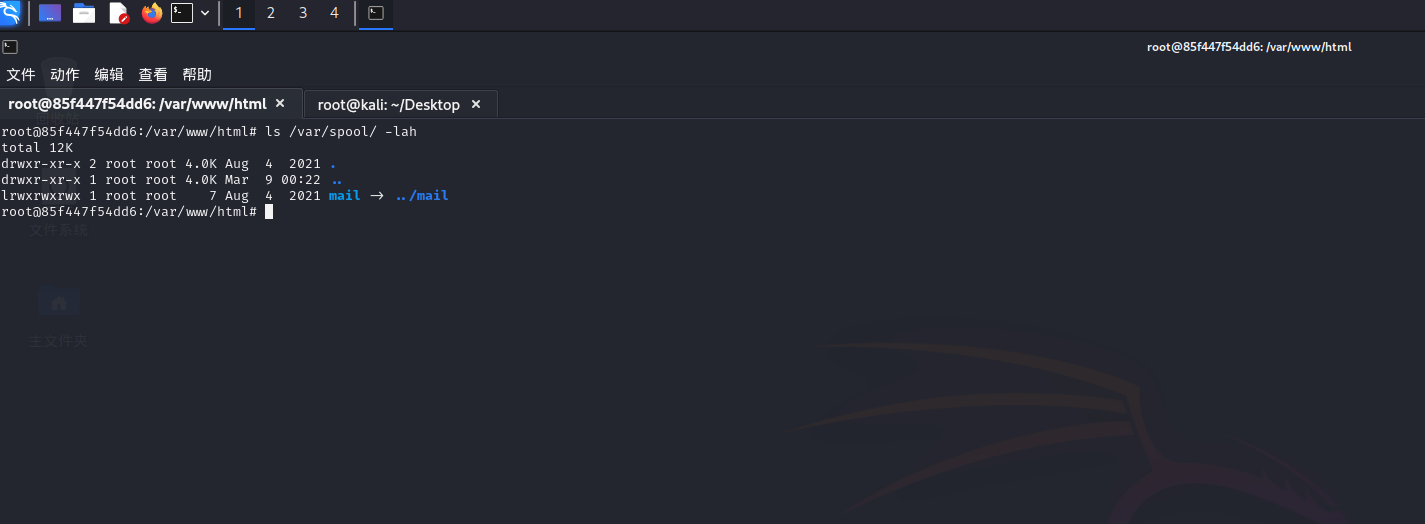 1 2 3 4
root@85f447f54dd6: /var/www/html
文件 动作 编辑 查看 帮助
root@85f447f54dd6: /var/www/html × root@kali: ~/Desktop ×
回收站
root@85f447f54dd6:/var/www/html# ls /var/spool/ -lah
total 12K
drwxr-xr-x 2 root root 4.0K Aug  4  2021 .
drwxr-xr-x 1 root root 4.0K Mar  9 00:22 ..
lrwxrwxrwx 1 root root    7 Aug  4  2021 mail -> ../mail
root@85f447f54dd6:/var/www/html#
文件系统
主文件夹